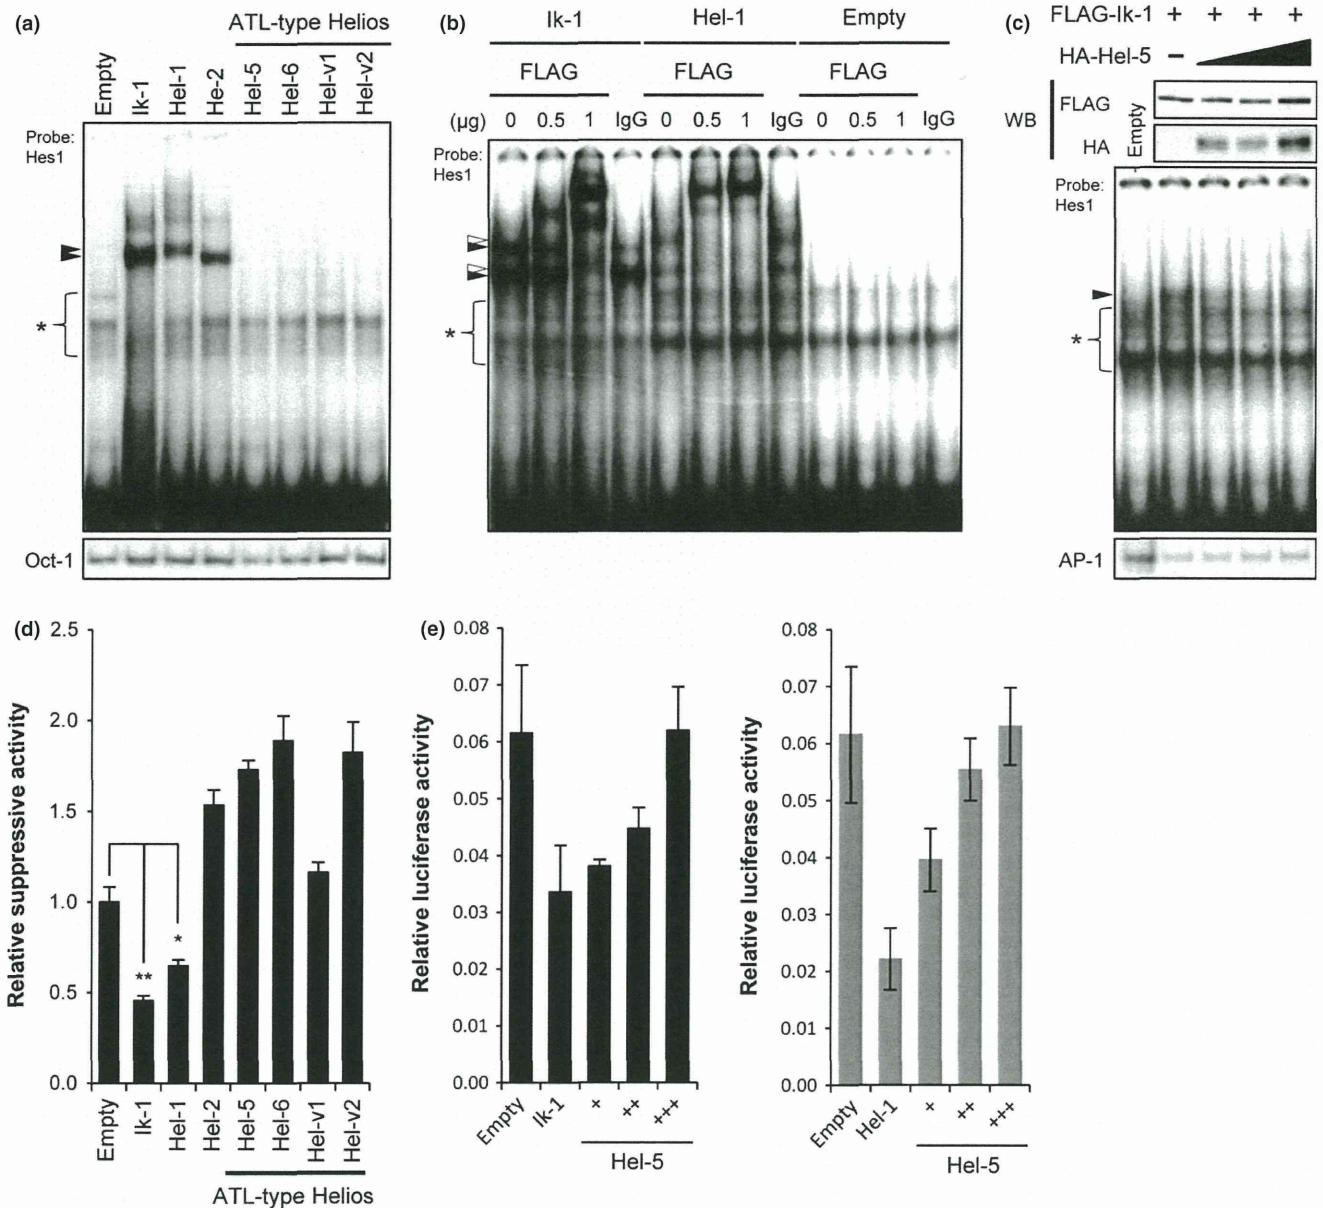 (a)
ATL-type Helios
Empty
Ik-1
Hel-1
He-2
Hel-5
Hel-6
Hel-v1
Hel-v2
Probe:
Hes1
*
Oct-1
(b)
Ik-1 Hel-1 Empty
FLAG FLAG FLAG
(µg) 0 0.5 1 IgG 0 0.5 1 IgG 0 0.5 1 IgG
Probe:
Hes1
*
(c)
FLAG-Ik-1 + + + +
HA-Hel-5 −
WB
FLAG
HA
Empty
Probe:
Hes1
*
AP-1
(d)
Relative suppressive activity
2.5
2.0
1.5
1.0
0.5
0.0
**
*
Empty
Ik-1
Hel-1
Hel-2
Hel-5
Hel-6
Hel-v1
Hel-v2
ATL-type Helios
(e)
Relative luciferase activity
0.08
0.07
0.06
0.05
0.04
0.03
0.02
0.01
0.00
Empty
Ik-1
+
++
+++
Hel-5
Relative luciferase activity
0.08
0.07
0.06
0.05
0.04
0.03
0.02
0.01
0.00
Empty
Hel-1
+
++
+++
Hel-5